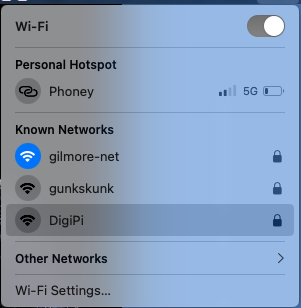 Wi-Fi
Personal Hotspot
Phoney 5G
Known Networks
gilmore-net
gunkskunk
DigiPi
Other Networks
Wi-Fi Settings...